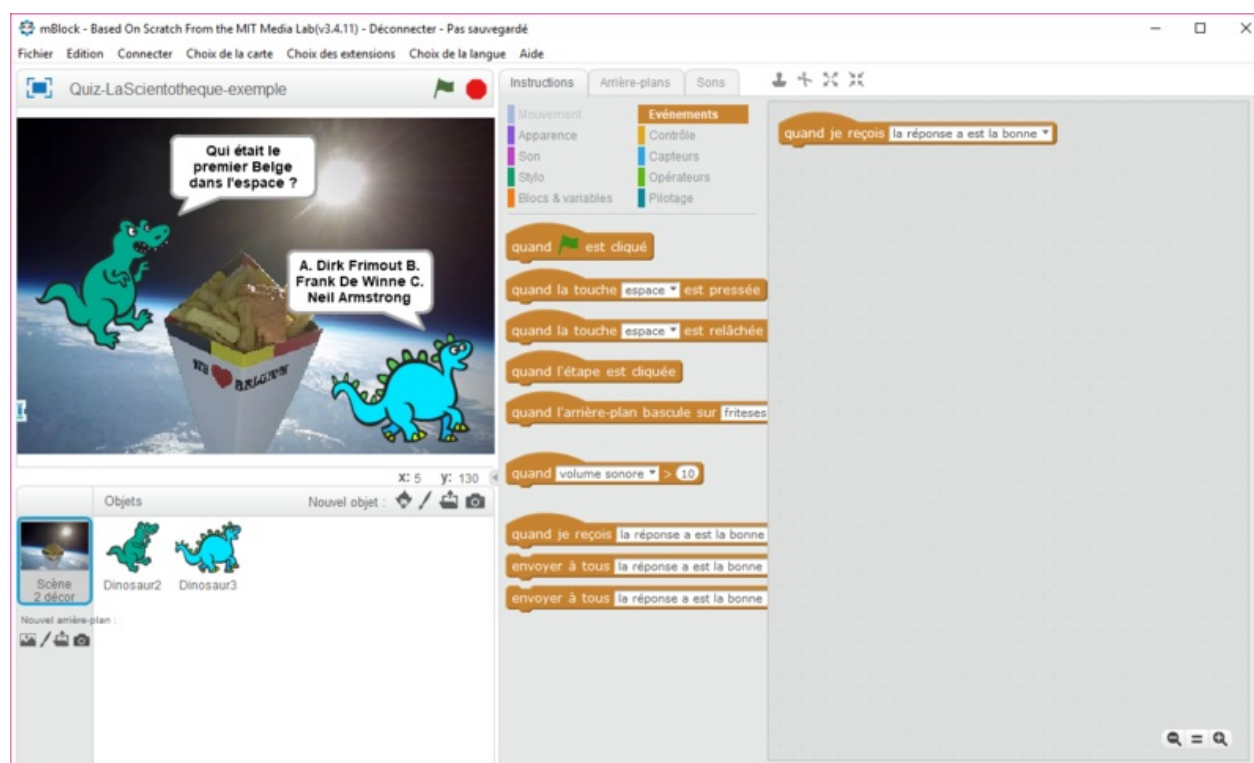 mBlock - Based On Scratch From the MIT Media Lab(v3.4.11) - Déconnecter - Pas sauvegardé
Fichier Edition Connecter Choix de la carte Choix des extensions Choix de la langue Aide
Quiz-LaScientotheque-exemple
Qui était le
premier Belge
dans l'espace ?
A. Dirk Frimout B.
Frank De Winne C.
Neil Armstrong
WE BELGIUM
x: 5 y: 130
Objets
Nouvel objet :
Scène
2 décor
Dinosaur2
Dinosaur3
Nouvel arrière-plan :
Instructions Arrière-plans Sons
Mouvement Evénements
Apparence Contrôle
Son Capteurs
Stylo Opérateurs
Blocs & variables Pilotage
quand est cliqué
quand la touche espace est pressée
quand la touche espace est relâchée
quand l'étape est cliquée
quand l'arrière-plan bascule sur friteses
quand volume sonore > 10
quand je reçois la réponse a est la bonne
envoyer à tous la réponse a est la bonne
envoyer à tous la réponse a est la bonne
quand je reçois la réponse a est la bonne